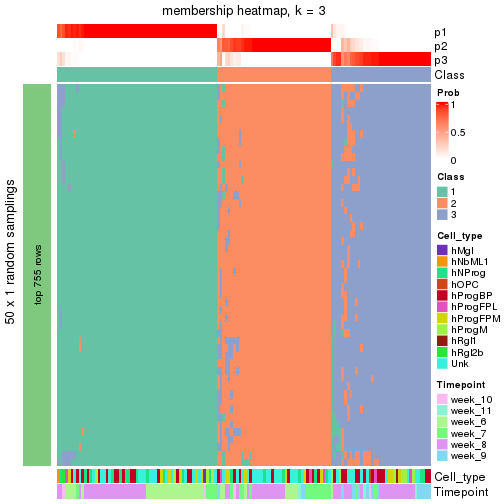 membership heatmap, k = 3
p1
p2
p3
Class
50 x 1 random samplings
top 755 rows
Prob
1
0.5
0
Class
1
2
3
Cell_type
hMgl
hNbML1
hNProg
hOPC
hProgBP
hProgFPL
hProgFPM
hProgM
hRgl1
hRgl2b
Unk
Timepoint
week_10
week_11
week_6
week_7
week_8
week_9
Cell_type
Timepoint